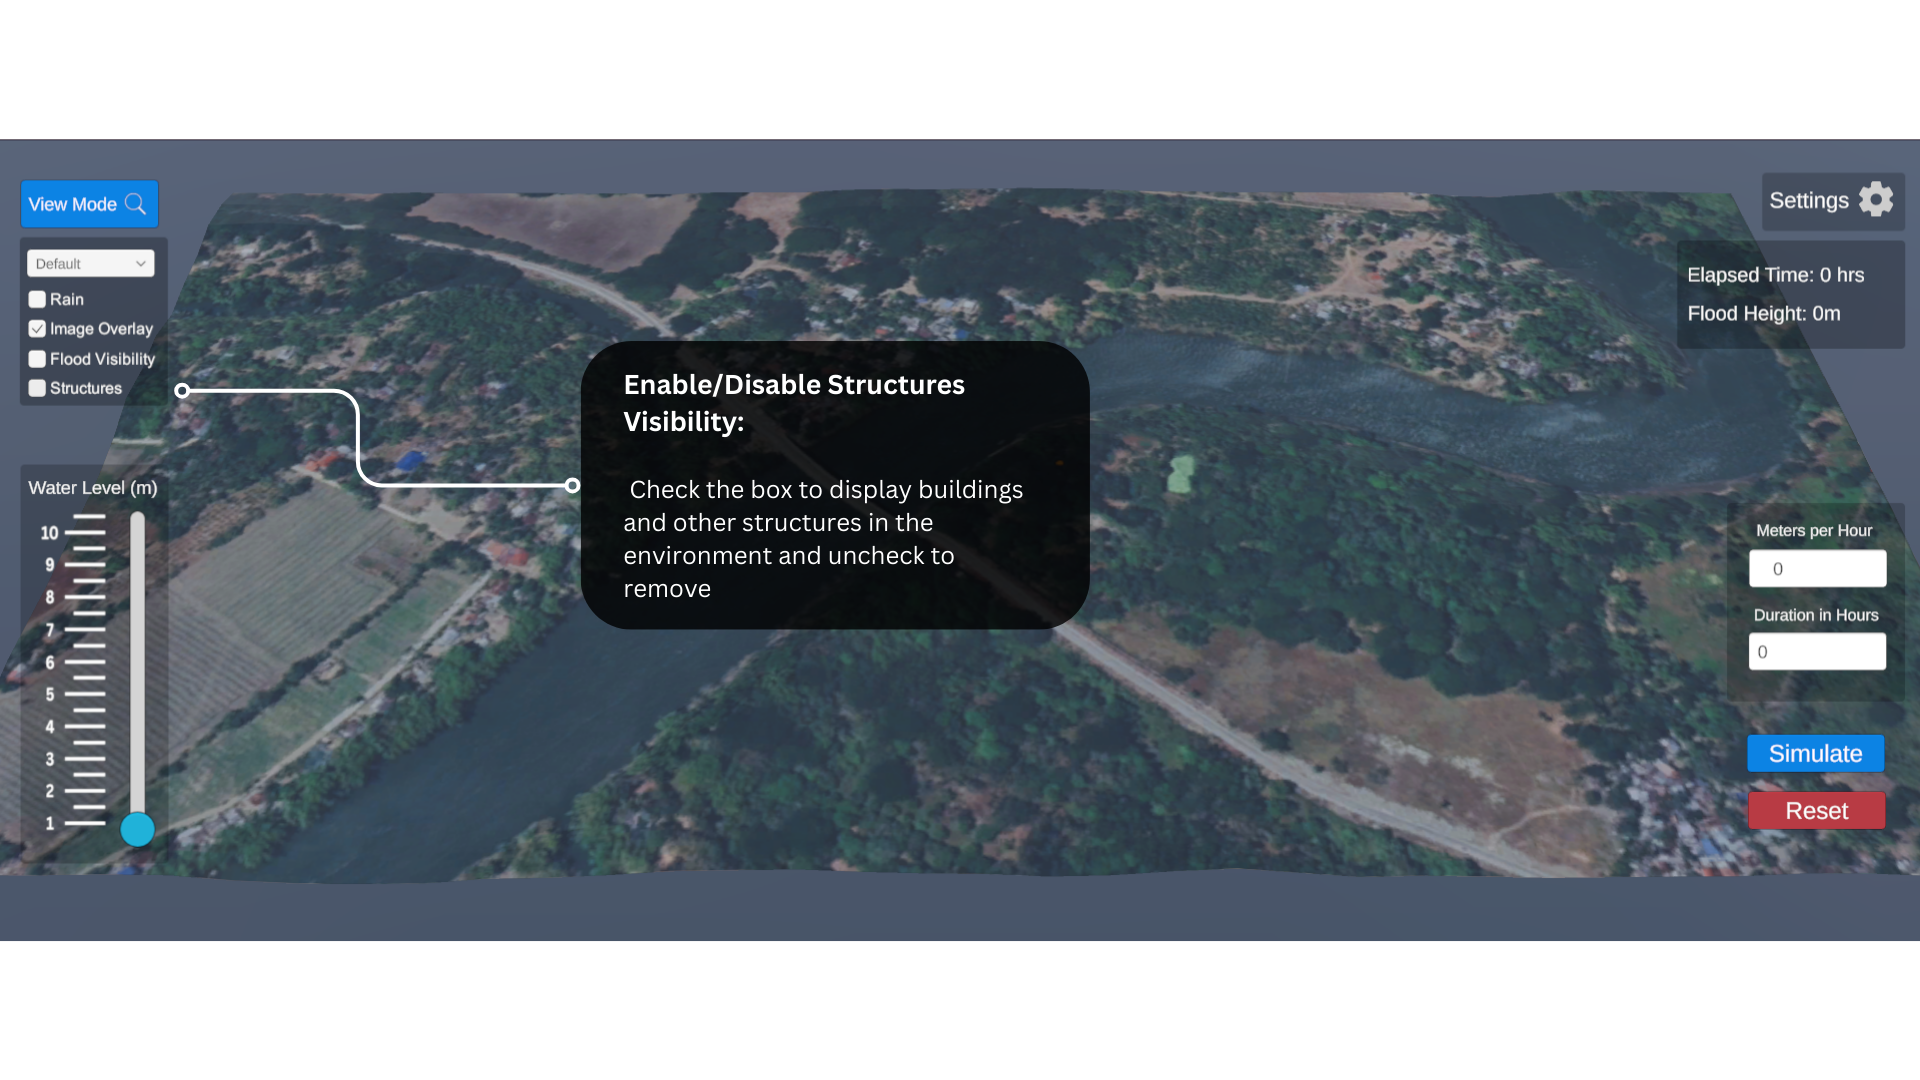 View Mode
Default
Rain
Image Overlay
Flood Visibility
Structures
Water Level (m)
10
9
8
7
6
5
4
3
2
1
Enable/Disable Structures
Visibility:
Check the box to display buildings
and other structures in the
environment and uncheck to
remove
Settings
Elapsed Time: 0 hrs
Flood Height: 0m
Meters per Hour
0
Duration in Hours
0
Simulate
Reset